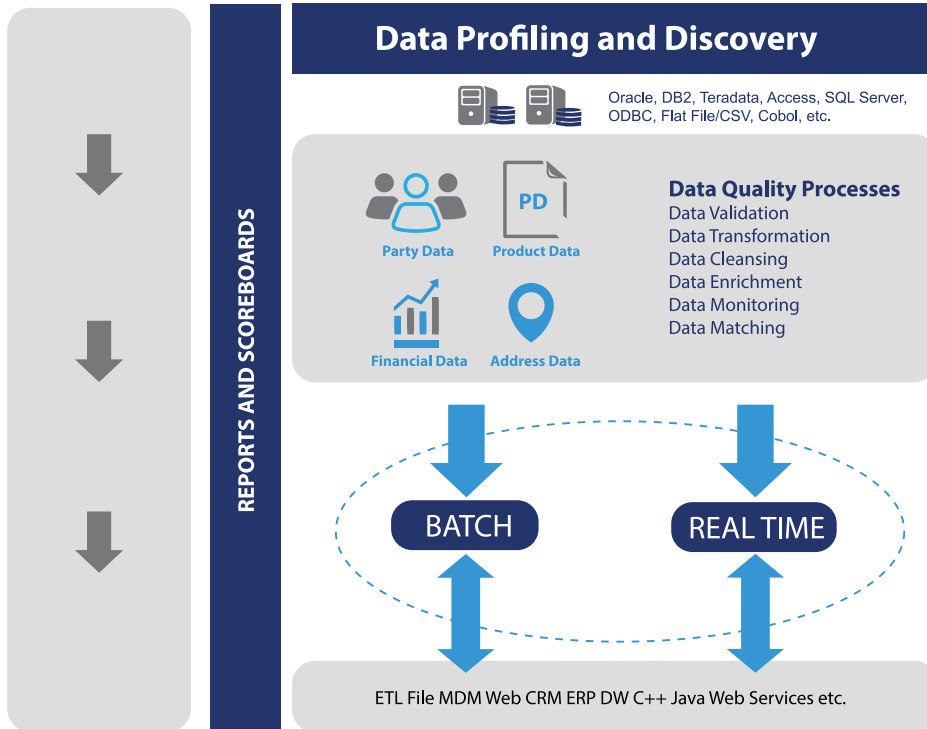 REPORTS AND SCOREBOARDS
Data Profiling and Discovery
Oracle, DB2, Teradata, Access, SQL Server,
ODBC, Flat File/CSV, Cobol, etc.
PD
Party Data
Product Data
Financial Data
Address Data
Data Quality Processes
Data Validation
Data Transformation
Data Cleansing
Data Enrichment
Data Monitoring
Data Matching
BATCH
REAL TIME
ETL File MDM Web CRM ERP DW C++ Java Web Services etc.